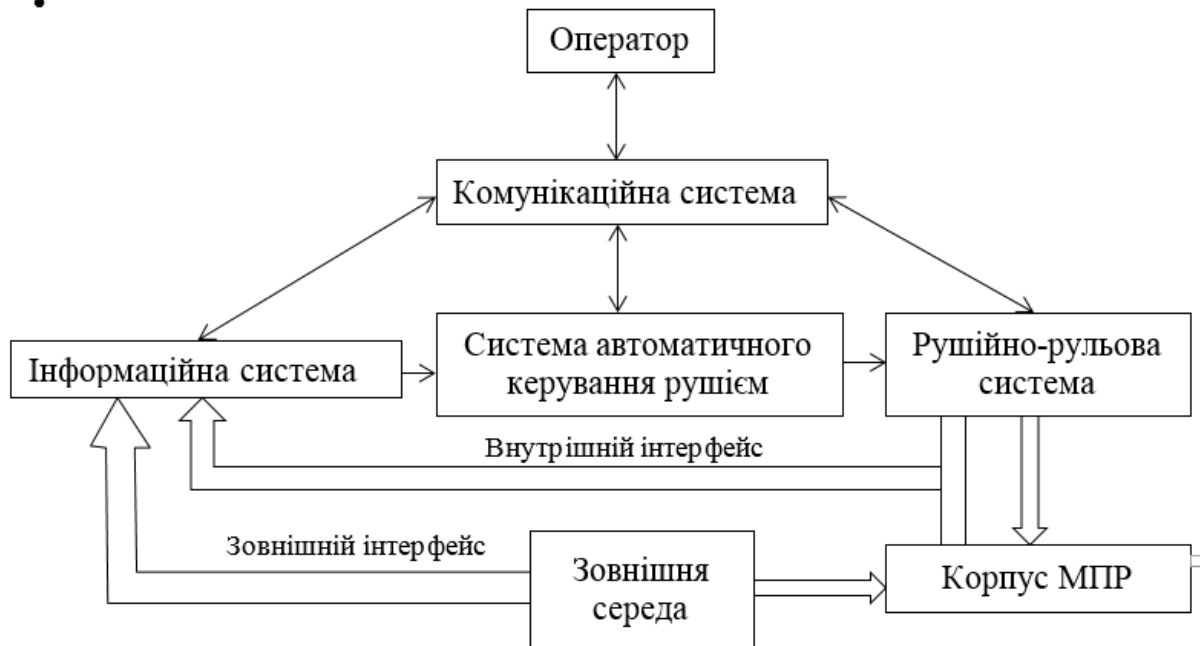 Оператор
Комунікаційна система
Інформаційна система
Система автоматичного
керування рушієм
Рушійно-рульова
система
Внутрішній інтерфейс
Зовнішній інтерфейс
Зовнішня
середа
Корпус МПР